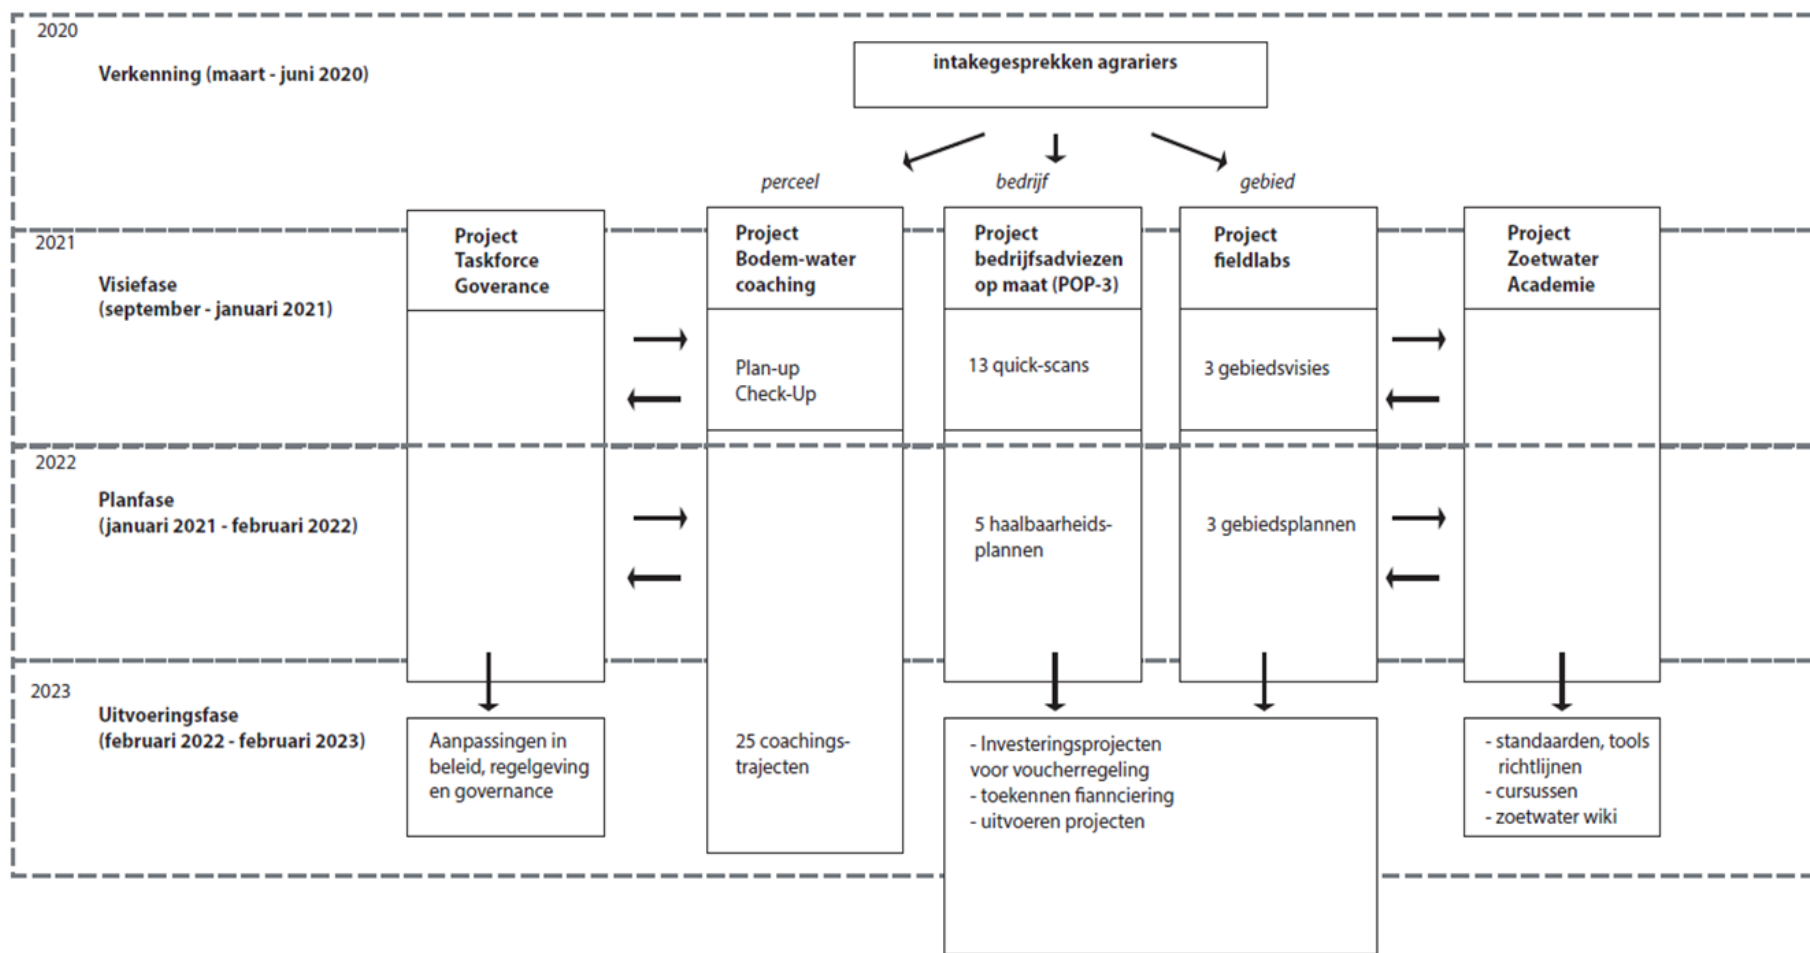 2020
Verkenning (maart - juni 2020)
intakegesprekken agrariers
perceel
bedrijf
gebied
2021
Visiefase
(september - januari 2021)
Project
Taskforce
Goverance
Project
Bodem-water
coaching
Project
bedrijfsadviezen
op maat (POP-3)
Project
fieldlabs
Project
Zoetwater
Academie
Plan-up
Check-Up
13 quick-scans
3 gebiedsvisies
2022
Planfase
(januari 2021 - februari 2022)
5 haalbaarheids-
plannen
3 gebiedsplannen
2023
Uitvoeringsfase
(februari 2022 - februari 2023)
Aanpassingen in
beleid, regelgeving
en governance
25 coachings-
trajecten
- Investeringsprojecten
voor voucherregeling
- toekennen fiannciering
- uitvoeren projecten
- standaarden, tools
richtlijnen
- cursussen
- zoetwater wiki